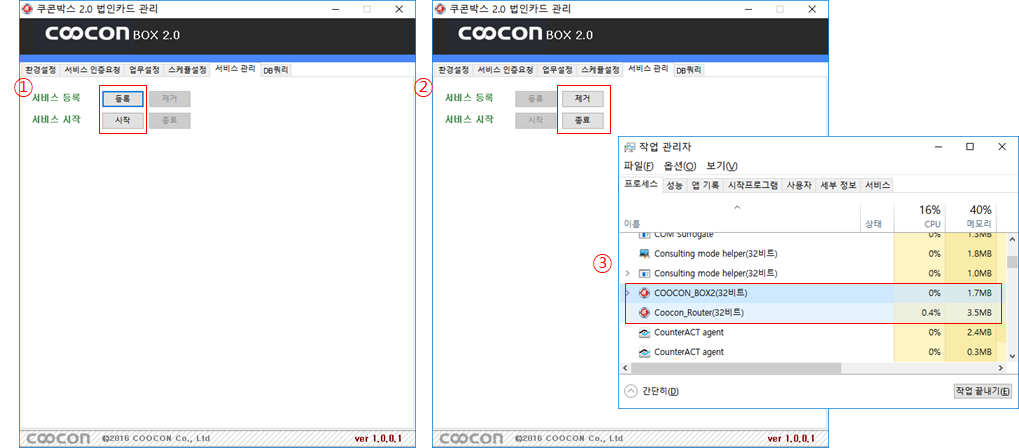 쿠콘박스 2.0 법인카드 관리
COOCON BOX 2.0
환경설정 서비스 인증요청 업무설정 스케쥴설정 서비스 관리 DB쿼리
①
서비스 등록 등록 제거
서비스 시작 시작 종료
COOCON ©2016 COOCON Co., Ltd ver 1.0.0.1
쿠콘박스 2.0 법인카드 관리
COOCON BOX 2.0
환경설정 서비스 인증요청 업무설정 스케쥴설정 서비스 관리 DB쿼리
②
서비스 등록 등록 제거
서비스 시작 시작 종료
COOCON ©2016 COOCON Co., Ltd ver 1.0.0.1
③
작업 관리자
파일(F) 옵션(O) 보기(V)
프로세스 성능 앱 기록 시작프로그램 사용자 세부 정보 서비스
16% 40%
이름 상태 CPU 메모리
COM Surrogate 0% 1.3MB
Consulting mode helper(32비트) 0% 1.8MB
Consulting mode helper(32비트) 0% 1.0MB
COOCON_BOX2(32비트) 0% 1.7MB
Coocon_Router(32비트) 0.4% 3.5MB
CounterACT agent 0% 2.4MB
CounterACT agent 0% 0.3MB
간단히(D) 작업 끝내기(E)